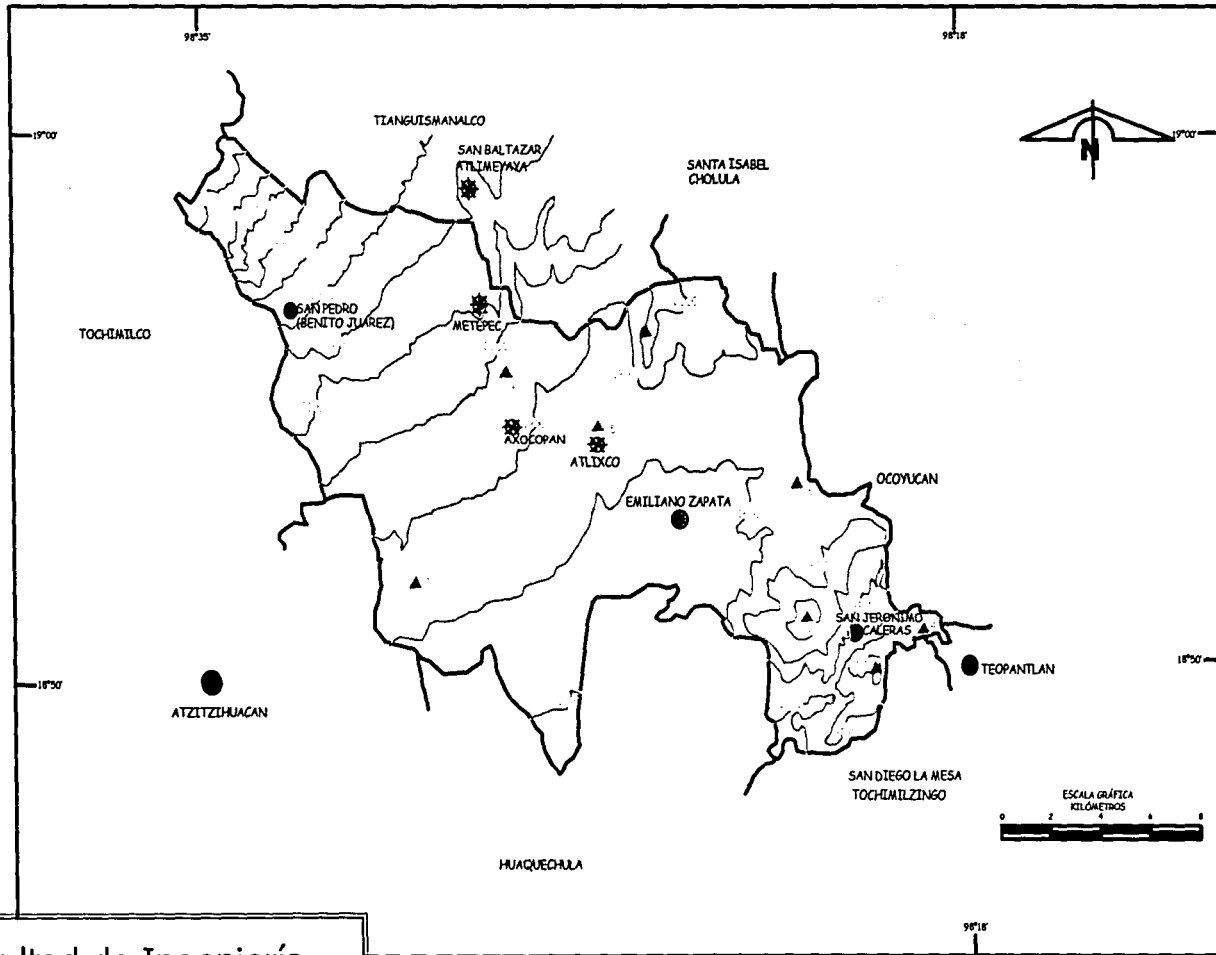 98°35'
98°18'
19°00'
19°00'
TIANGUISMANALCO
SAN BALTAZAR
ATLIMEYAYA
SANTA ISABEL
CHOLULA
N
SAN PEDRO
(BENITO JUAREZ)
TOCHIMILCO
METEPEC
AXOCOPAN
ATLIXCO
OCOYUCAN
EMILIANO ZAPATA
SAN JERONIMO
CALERAS
18°50'
TEOPANTLAN
18°50'
ATZITZIHUACAN
SAN DIEGO LA MESA
TOCHIMILZINGO
ESCALA GRÁFICA
KILÓMETROS
0 2 4 6 8
HUAQUECHULA
98°18'